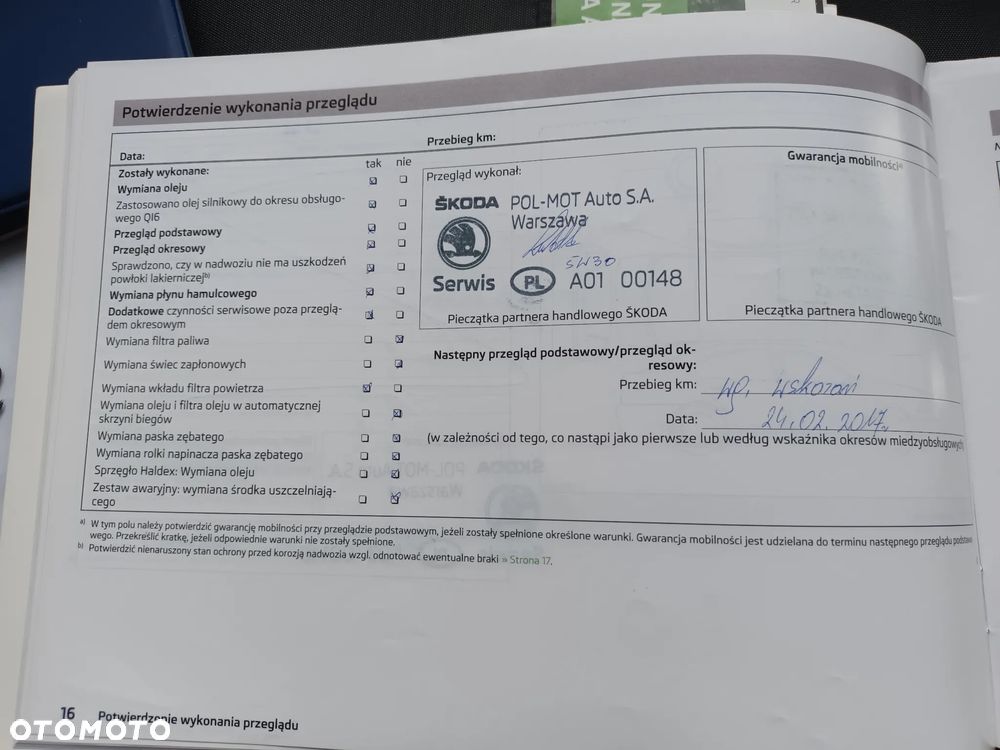 Potwierdzenie wykonania przeglądu
Data:
Przebieg km:
Zostały wykonane:
tak nie
Wymiana oleju
Zastosowano olej silnikowy do okresu obsługo-
wego QI6
Przegląd podstawowy
Przegląd okresowy
Sprawdzono, czy w nadwoziu nie ma uszkodzeń
powłoki lakierniczej b)
Wymiana płynu hamulcowego
Dodatkowe czynności serwisowe poza przeglą-
dem okresowym
Wymiana filtra paliwa
Wymiana świec zapłonowych
Wymiana wkładu filtra powietrza
Wymiana oleju i filtra oleju w automatycznej
skrzyni biegów
Wymiana paska zębatego
Wymiana rolki napinacza paska zębatego
Sprzęgło Haldex: Wymiana oleju
Zestaw awaryjny: wymiana środka uszczelniają-
cego
Przegląd wykonał:
ŠKODA POL-MOT Auto S.A.
Warszawa
5W30
Serwis PL A01 00148
Pieczątka partnera handlowego ŠKODA
Gwarancja mobilności a)
Pieczątka partnera handlowego ŠKODA
Następny przegląd podstawowy/przegląd ok-
resowy:
Przebieg km: wg. wskazań
Data: 24.02.2017r
(w zależności od tego, co nastąpi jako pierwsze lub według wskaźnika okresów miedzyobsługowych
a) W tym polu należy potwierdzić gwarancję mobilności przy przeglądzie podstawowym, jeżeli zostały spełnione określone warunki. Gwarancja mobilności jest udzielana do terminu następnego przeglądu podstawo
wego. Przekreślić kratkę, jeżeli odpowiednie warunki nie zostały spełnione.
b) Potwierdzić nienaruszony stan ochrony przed korozją nadwozia wzgl. odnotować ewentualne braki » Strona 17.
16 Potwierdzenie wykonania przeglądu
OTOMOTO